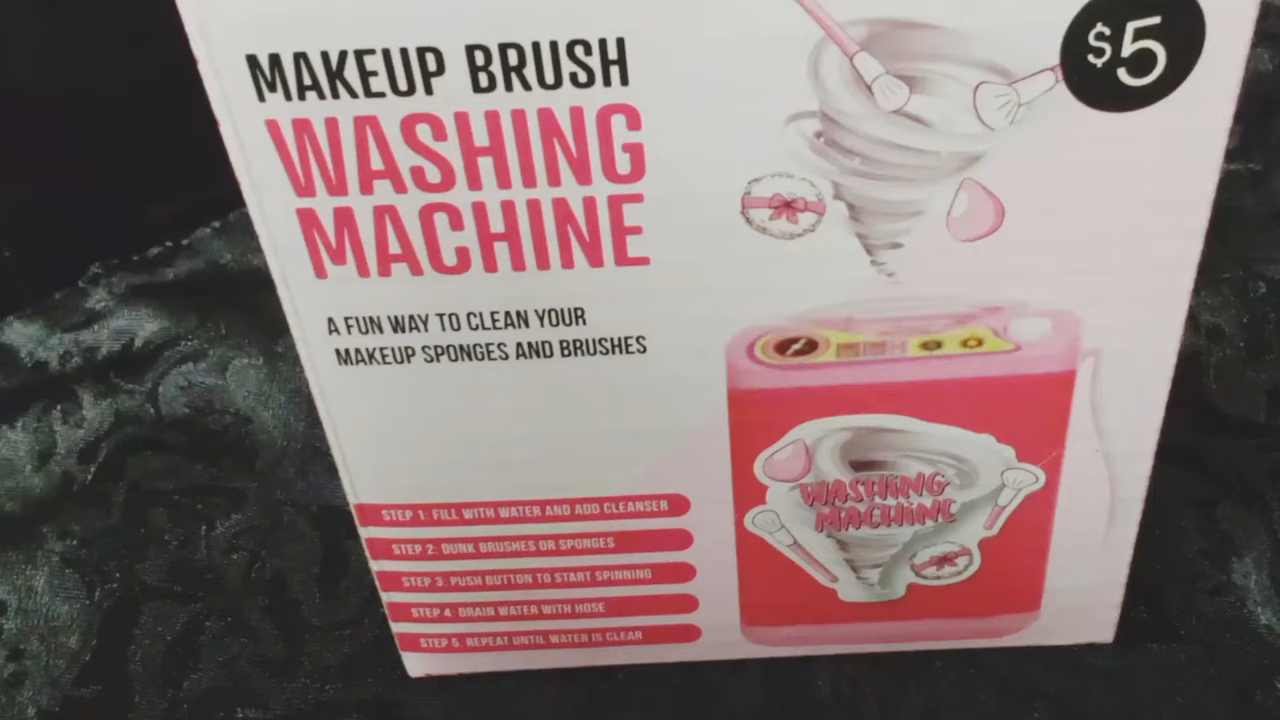 MAKEUP BRUSH
WASHING
MACHINE
$5
A FUN WAY TO CLEAN YOUR
MAKEUP SPONGES AND BRUSHES
STEP 1: FILL WITH WATER AND ADD CLEANSER
STEP 2: DUNK BRUSHES OR SPONGES
STEP 3: PUSH BUTTON TO START SPINNING
STEP 4: DRAIN WATER WITH HOSE
STEP 5: REPEAT UNTIL WATER IS CLEAR
WASHING
MACHINE